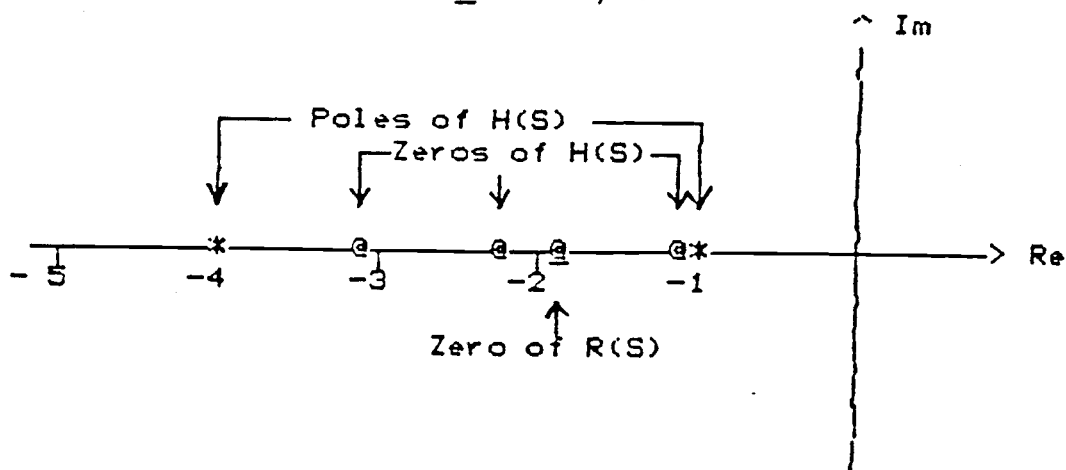 ^ Im
Poles of H(S)
Zeros of H(S)
* @ @ @ @* > Re
-5 -4 -3 -2 -1
Zero of R(S)